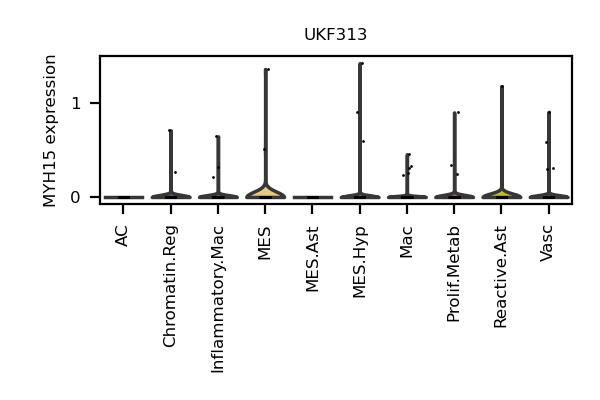 UKF313
MYH15 expression
1
0
AC
Chromatin.Reg
Inflammatory.Mac
MES
MES.Ast
MES.Hyp
Mac
Prolif.Metab
Reactive.Ast
Vasc